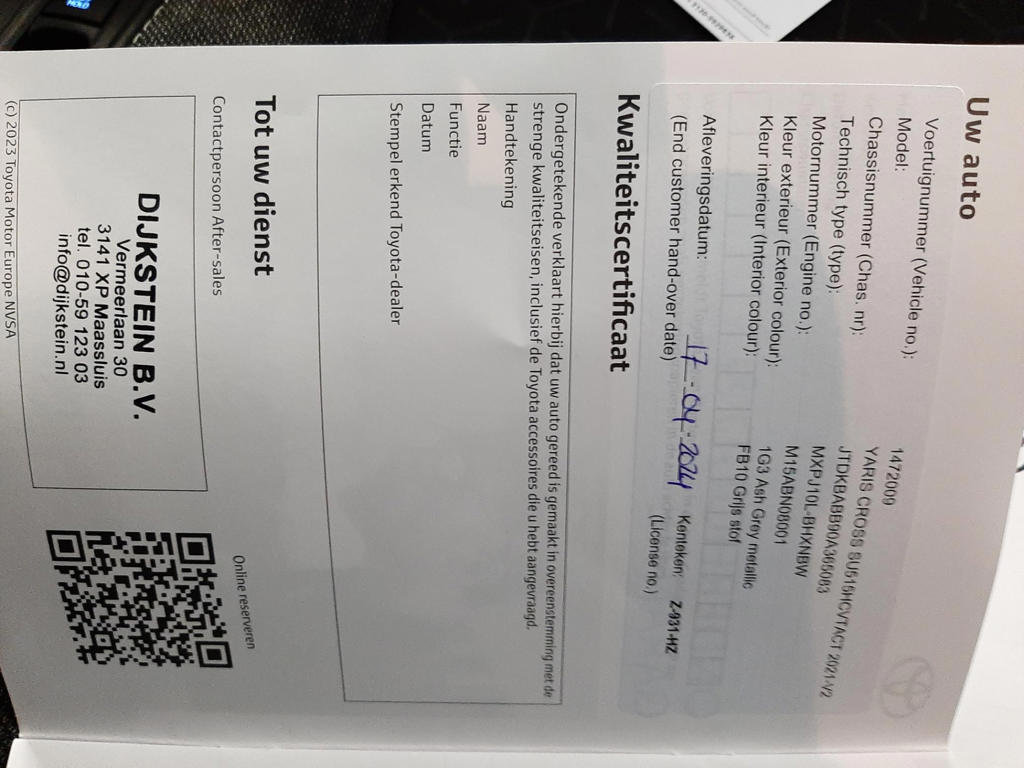 Uw auto
Voertuignummer (Vehicle no.): 1472009
Model: YARIS CROSS SU515HCVTACT 2021-V2
Chassisnummer (Chas. nr): JTDKBABB90A365083
Technisch type (type): MXPJ10L-BHXNBW
Motornummer (Engine no.): M15ABN08001
Kleur exterieur (Exterior colour): 1G3 Ash Grey metallic
Kleur interieur (Interior colour): FB10 Grijs stof
Afleveringsdatum: 17-04-2024 Kenteken: Z-931-HZ
(End customer hand-over date) (License no.)
Kwaliteitscertificaat
Ondergetekende verklaart hierbij dat uw auto gereed is gemaakt in overeenstemming met de
strenge kwaliteitseisen, inclusief de Toyota accessoires die u hebt aangevraagd.
Handtekening
Naam
Functie
Datum
Stempel erkend Toyota-dealer
Tot uw dienst
Contactpersoon After-sales
Online reserveren
DIJKSTEIN B.V.
Vermeerlaan 30
3141 XP Maassluis
tel. 010-59 123 03
info@dijkstein.nl
(c) 2023 Toyota Motor Europe NVSA
HOLD